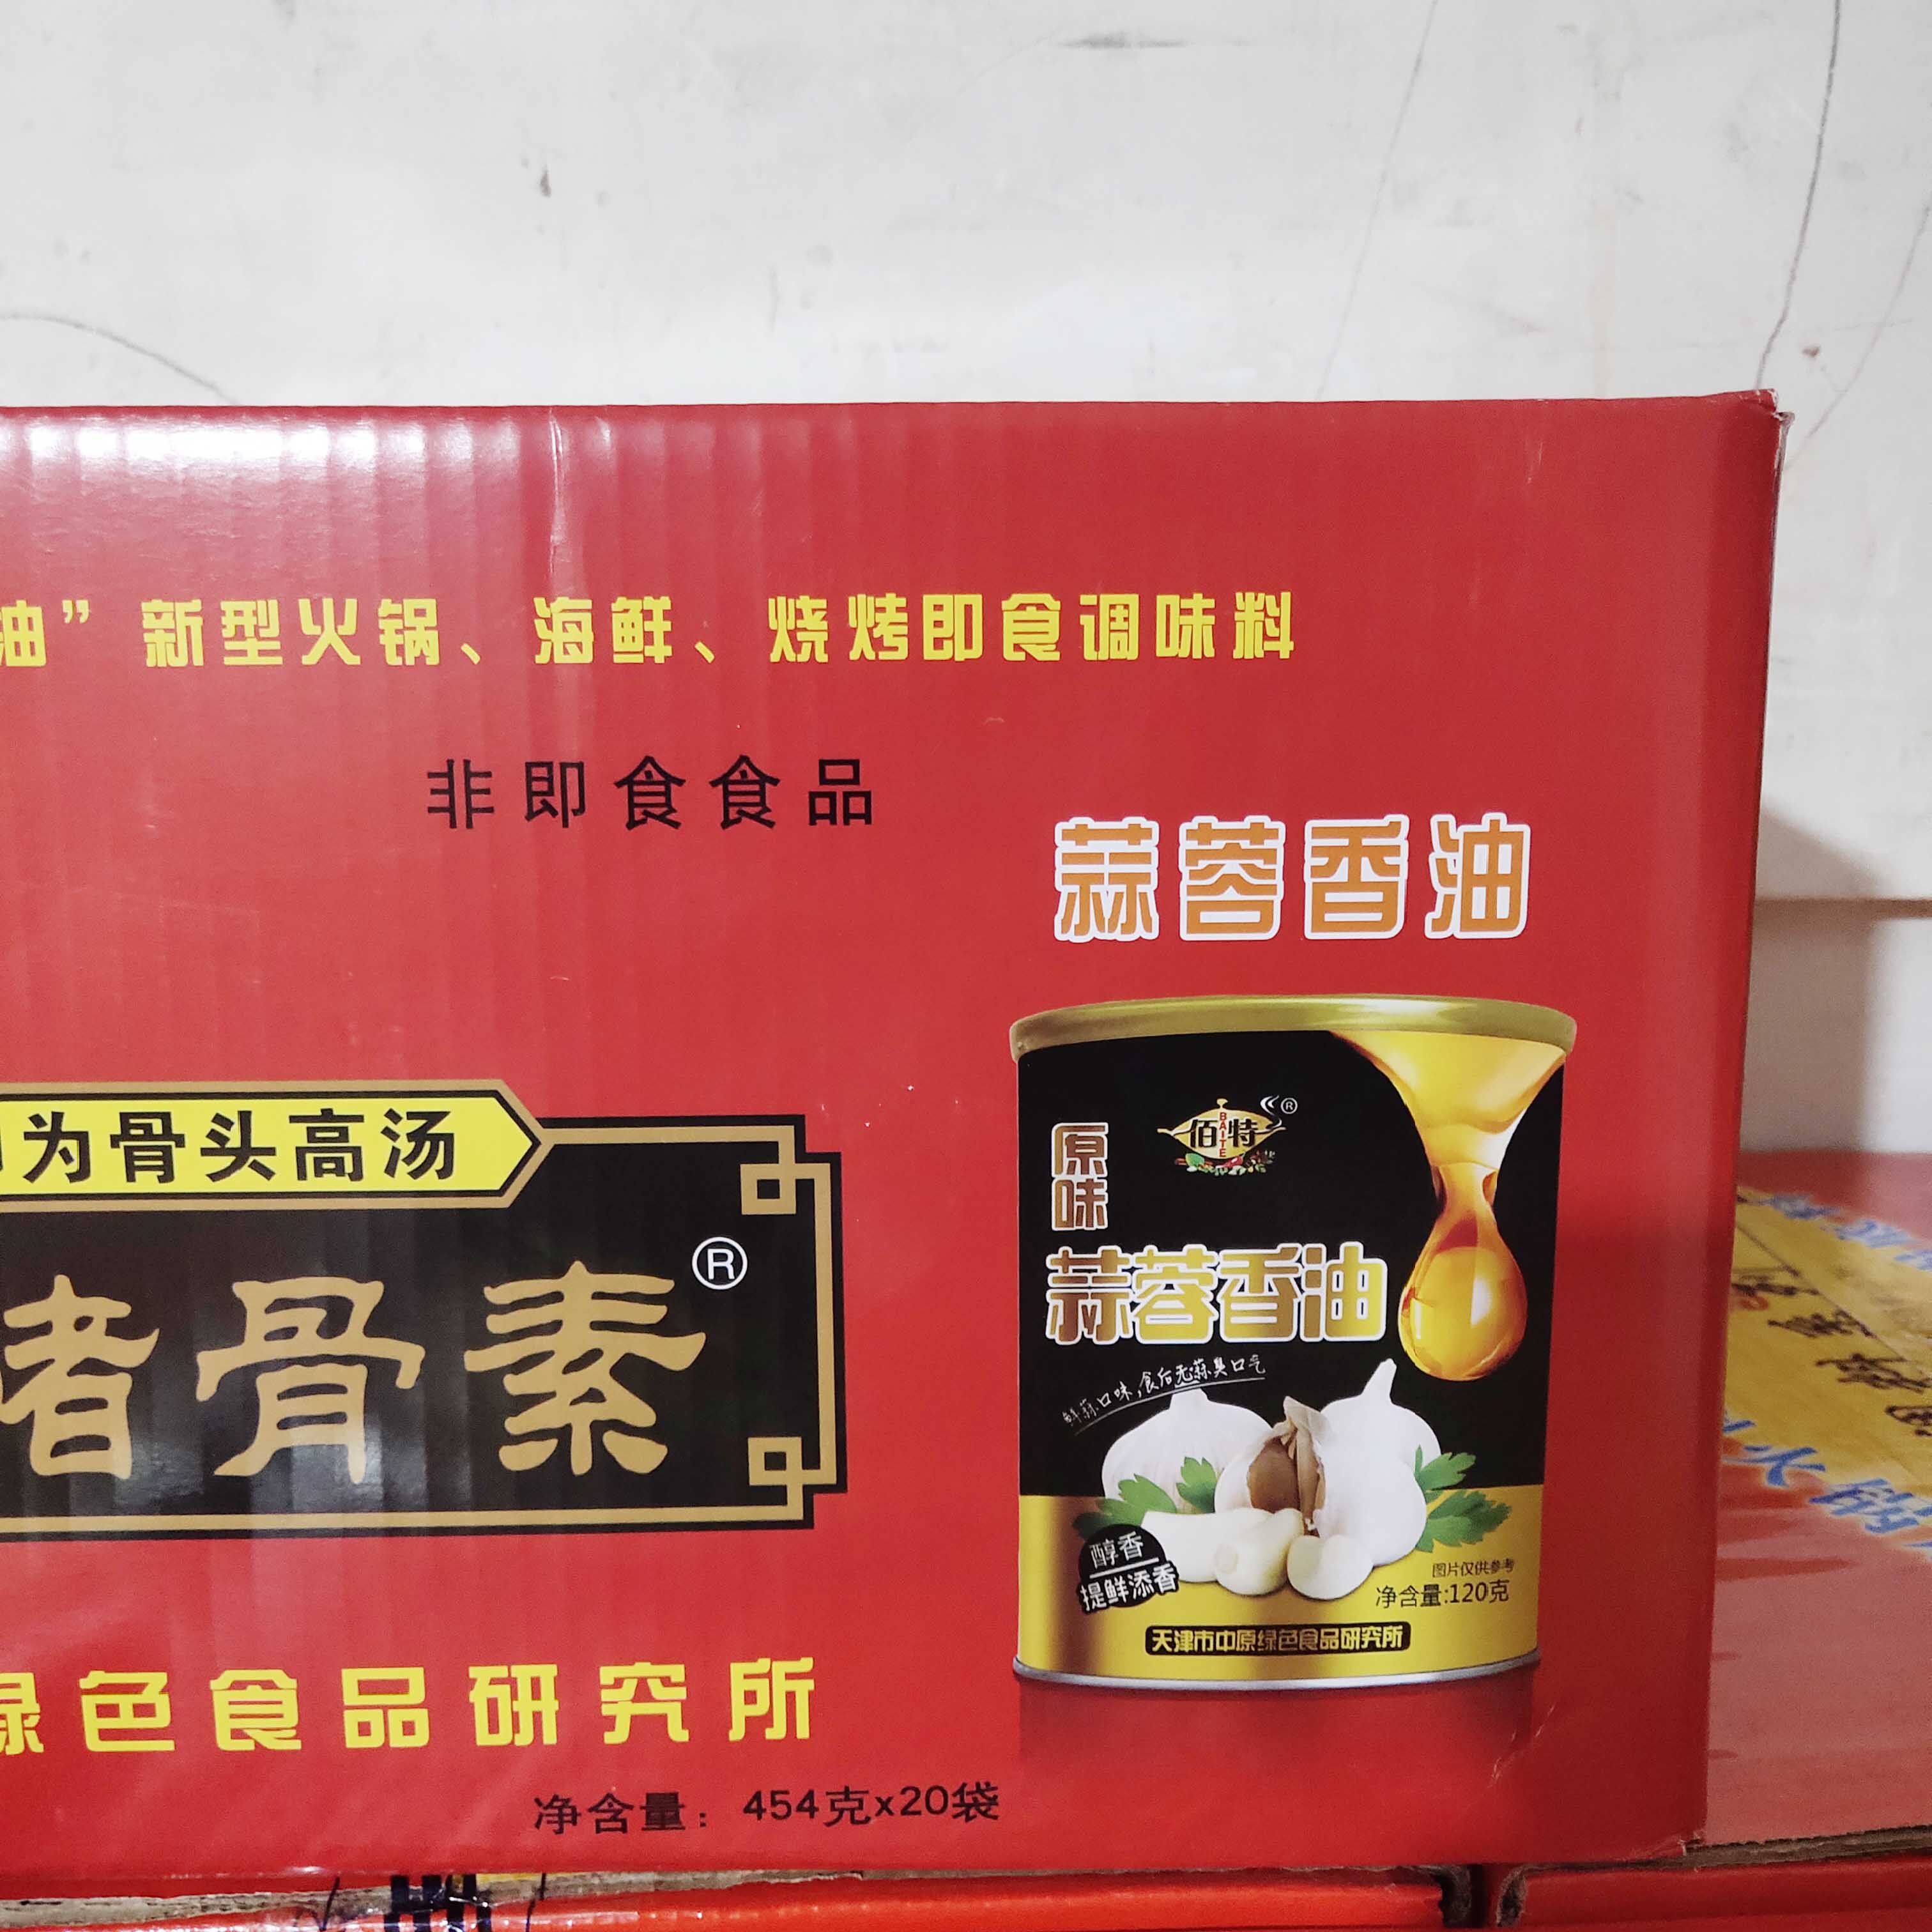 油”新型火锅、海鲜、烧烤即食调味料
非即食食品
蒜蓉香油
为骨头高汤
猪骨素®
佰特®
BAITE
原味
蒜蓉香油
鲜蒜口味,食后无蒜臭口气
醇香
提鲜添香
图片仅供参考
净含量:120克
天津市中原绿色食品研究所
绿色食品研究所
净含量：454克x20袋
火锅